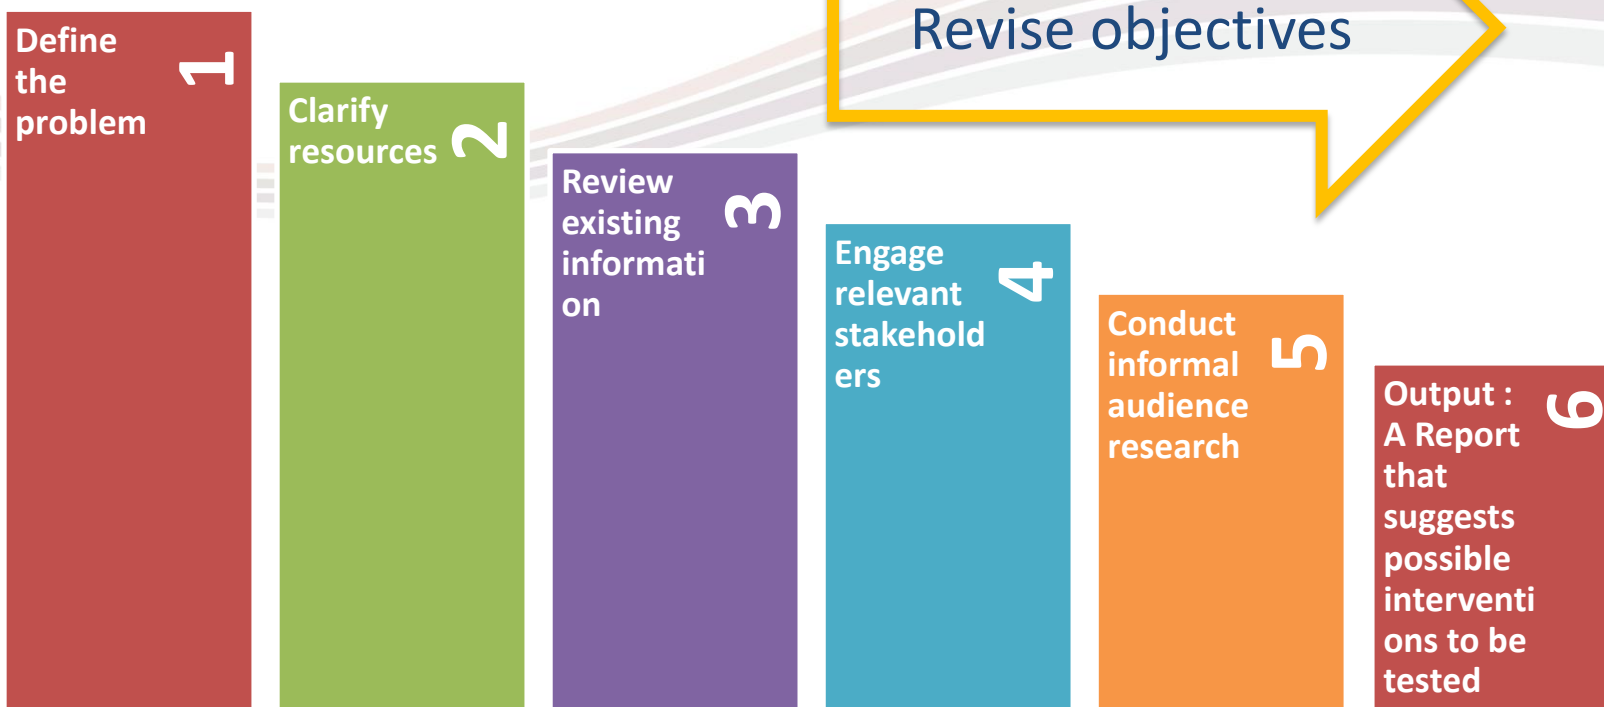 Define
the
problem
1
Clarify
resources
2
Review
existing
informati
on
3
Engage
relevant
stakehold
ers
4
Conduct
informal
audience
research
5
Output :
A Report
that
suggests
possible
interventi
ons to be
tested
6
Revise objectives